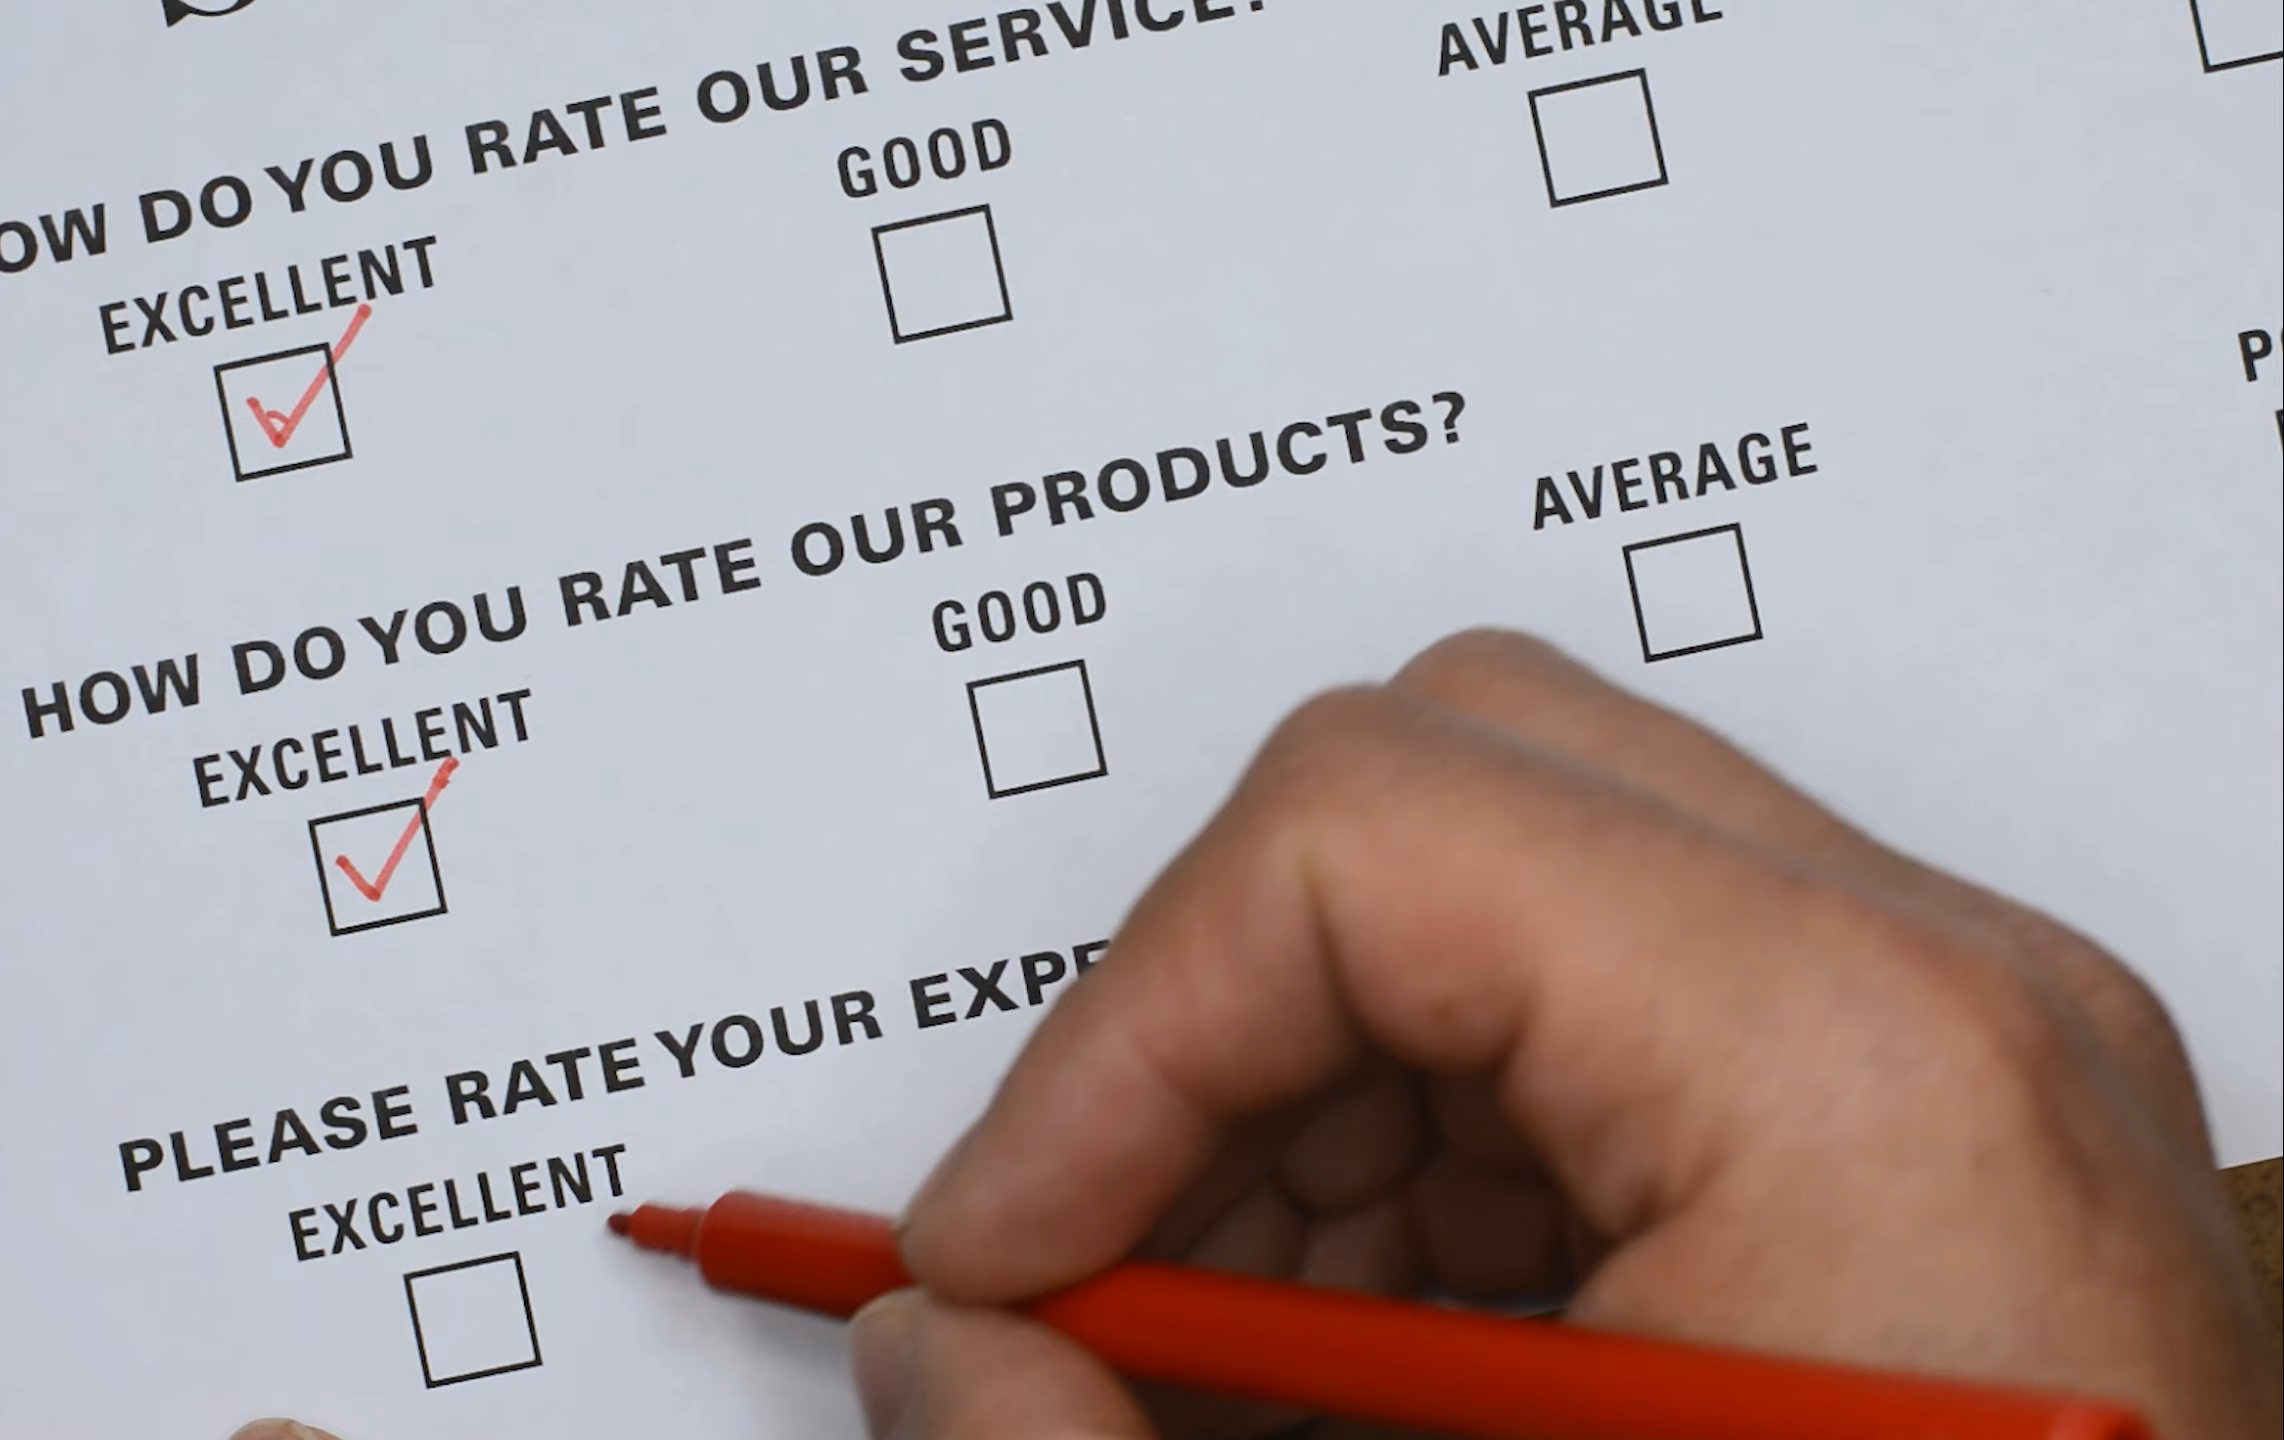 OW DO YOU RATE OUR SERVICE?
EXCELLENT GOOD AVERAGE
HOW DO YOU RATE OUR PRODUCTS?
EXCELLENT GOOD AVERAGE
PLEASE RATE YOUR
EXCELLENT